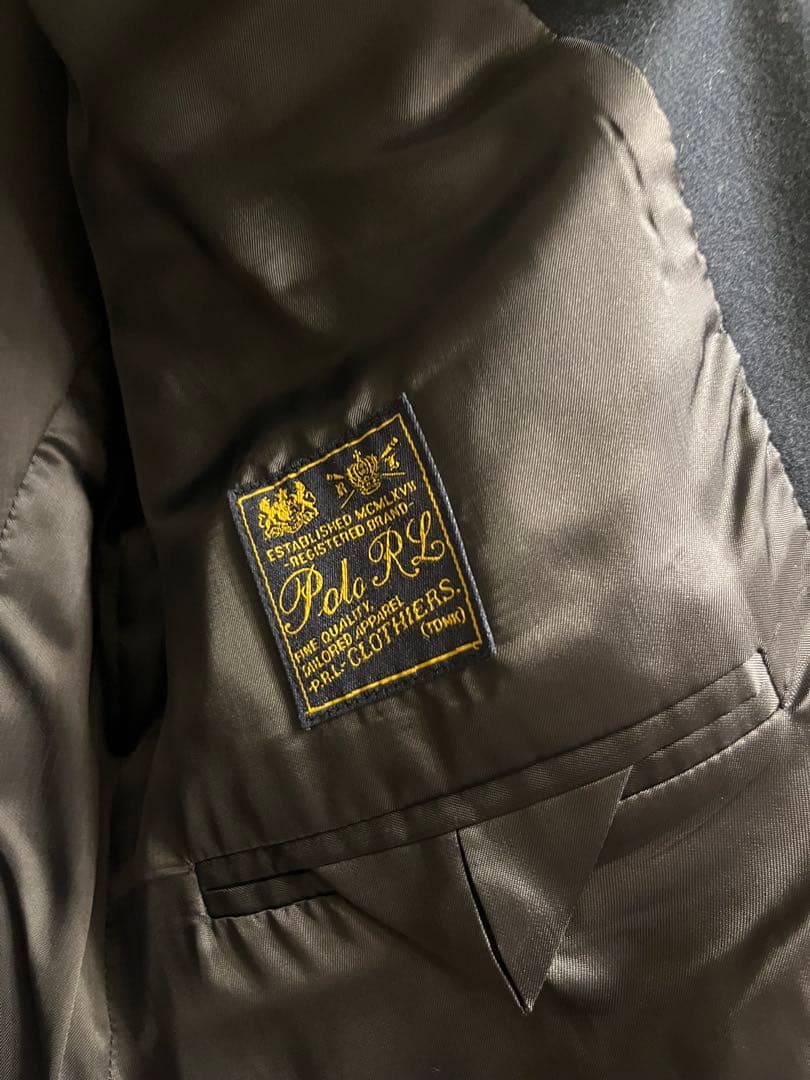 ESTABLISHED MCMLXVII
-REGISTERED BRAND-
Polo RL
FINE QUALITY,
TAILORED APPAREL
-P.R.L- CLOTHIERS.
(TDMK)